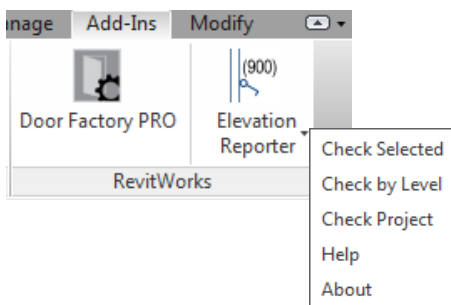 Add-Ins Modify
(900)
Door Factory PRO Elevation
Reporter
RevitWorks
Check Selected
Check by Level
Check Project
Help
About